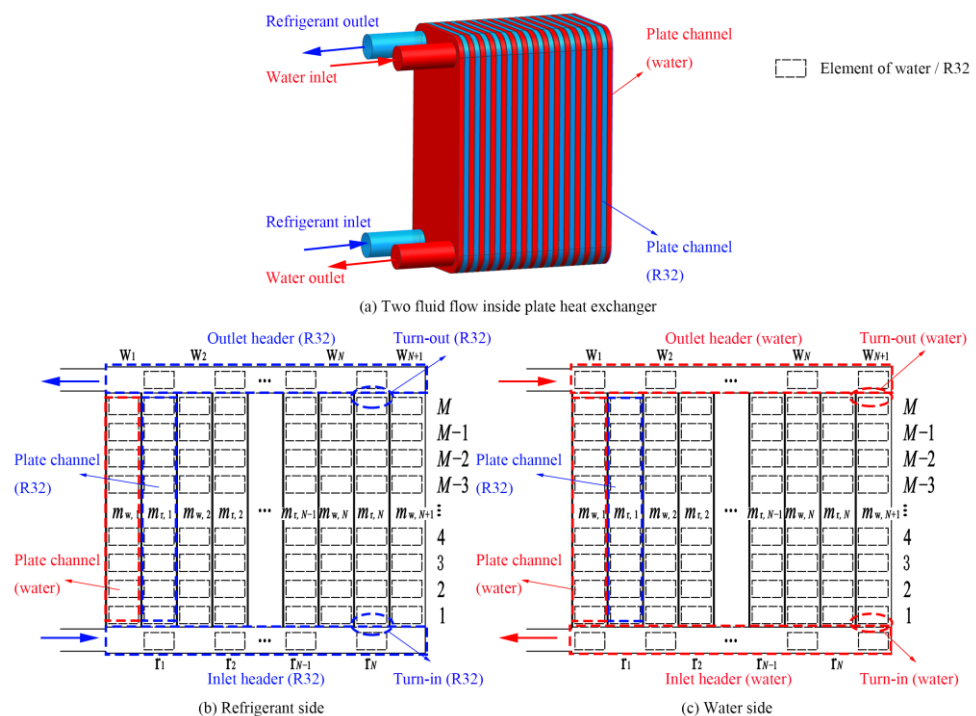 Refrigerant outlet
Water inlet
Refrigerant inlet
Water outlet
Plate channel
(water)
Plate channel
(R32)
Element of water / R32
(a) Two fluid flow inside plate heat exchanger
Outlet header (R32)
Turn-out (R32)
W1 W2 WN WN+1
...
M
M-1
M-2
M-3
Plate channel
(R32)
mw, 1 mr, 1 mw, 2 mr, 2 ... mr, N-1 mw, N mr, N mw, N+1 ⋮
4
3
2
1
Plate channel
(water)
...
r1 r2 rN-1 rN
Inlet header (R32)
Turn-in (R32)
(b) Refrigerant side
Outlet header (water)
Turn-out (water)
W1 W2 WN WN+1
...
M
M-1
M-2
M-3
Plate channel
(R32)
mw, 1 mr, 1 mw, 2 mr, 2 ... mr, N-1 mw, N mr, N mw, N+1 ⋮
4
3
2
1
Plate channel
(water)
...
r1 r2 rN-1 rN
Inlet header (water)
Turn-in (water)
(c) Water side